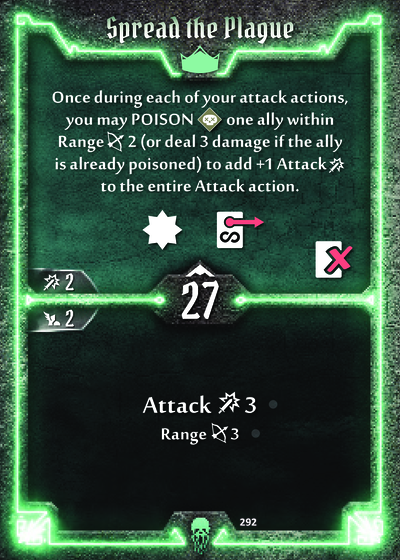 Spread the Plague
Once during each of your attack actions,
you may POISON one ally within
Range 2 (or deal 3 damage if the ally
is already poisoned) to add +1 Attack
to the entire Attack action.
2
27
2
Attack 3
Range 3
292